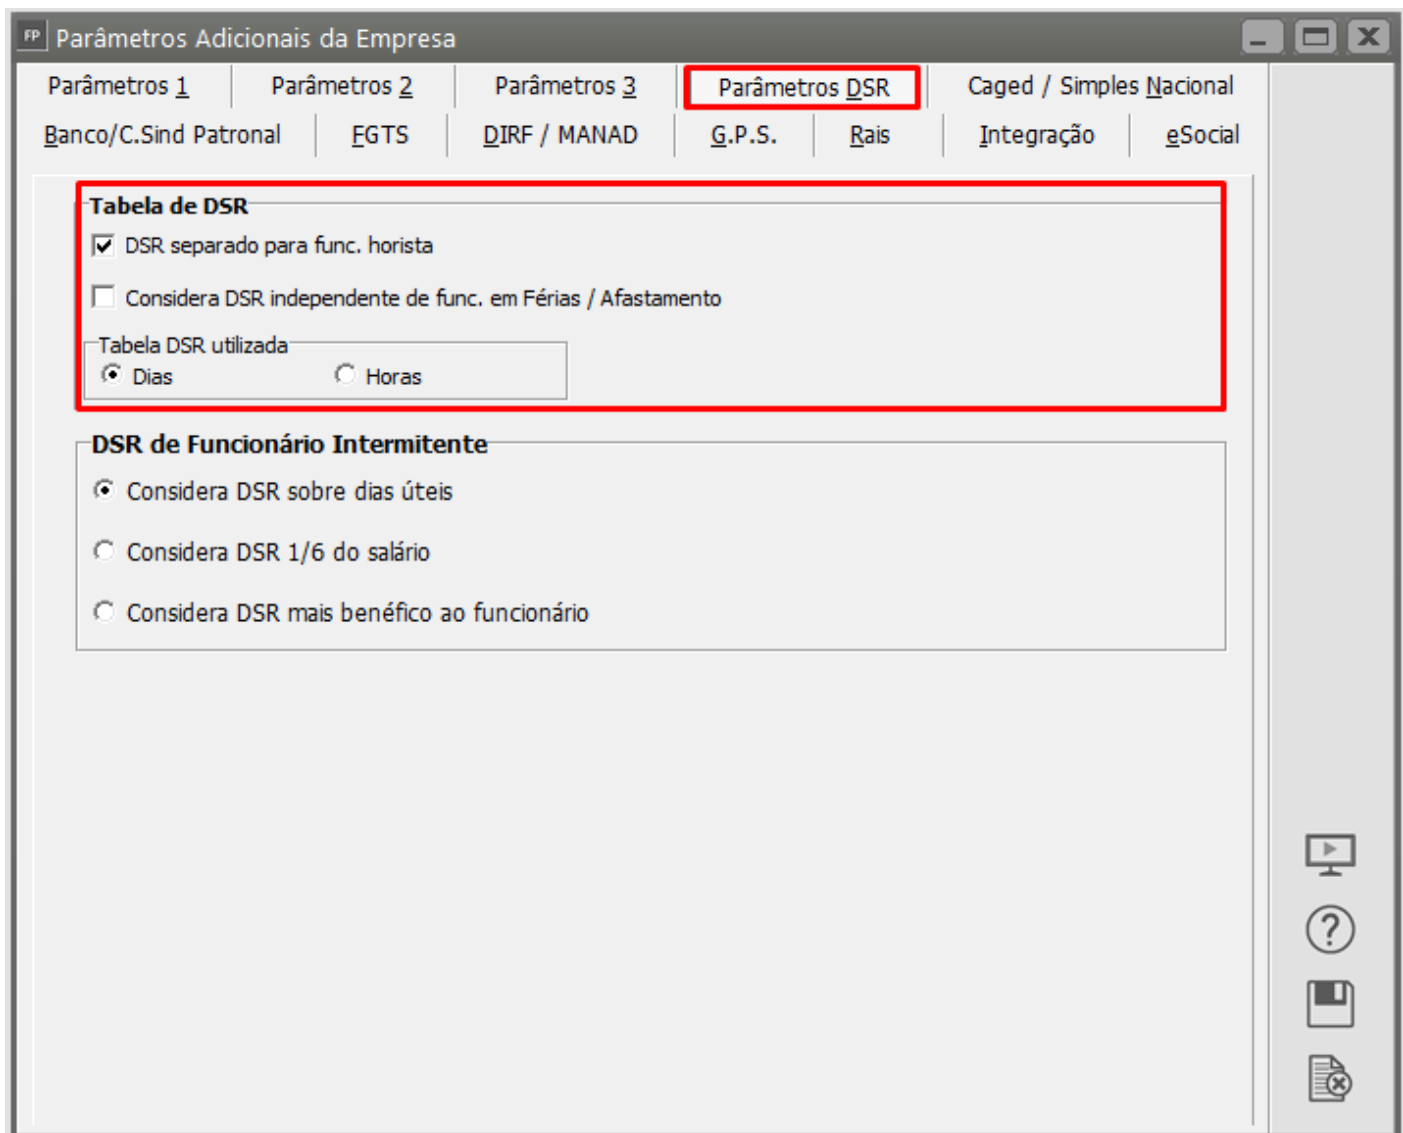 FP Parâmetros Adicionais da Empresa
Parâmetros 1 Parâmetros 2 Parâmetros 3 Parâmetros DSR Caged / Simples Nacional
Banco/C.Sind Patronal FGTS DIRF / MANAD G.P.S. Rais Integração eSocial
Tabela de DSR
DSR separado para func. horista
Considera DSR independente de func. em Férias / Afastamento
Tabela DSR utilizada
Dias Horas
DSR de Funcionário Intermitente
Considera DSR sobre dias úteis
Considera DSR 1/6 do salário
Considera DSR mais benéfico ao funcionário